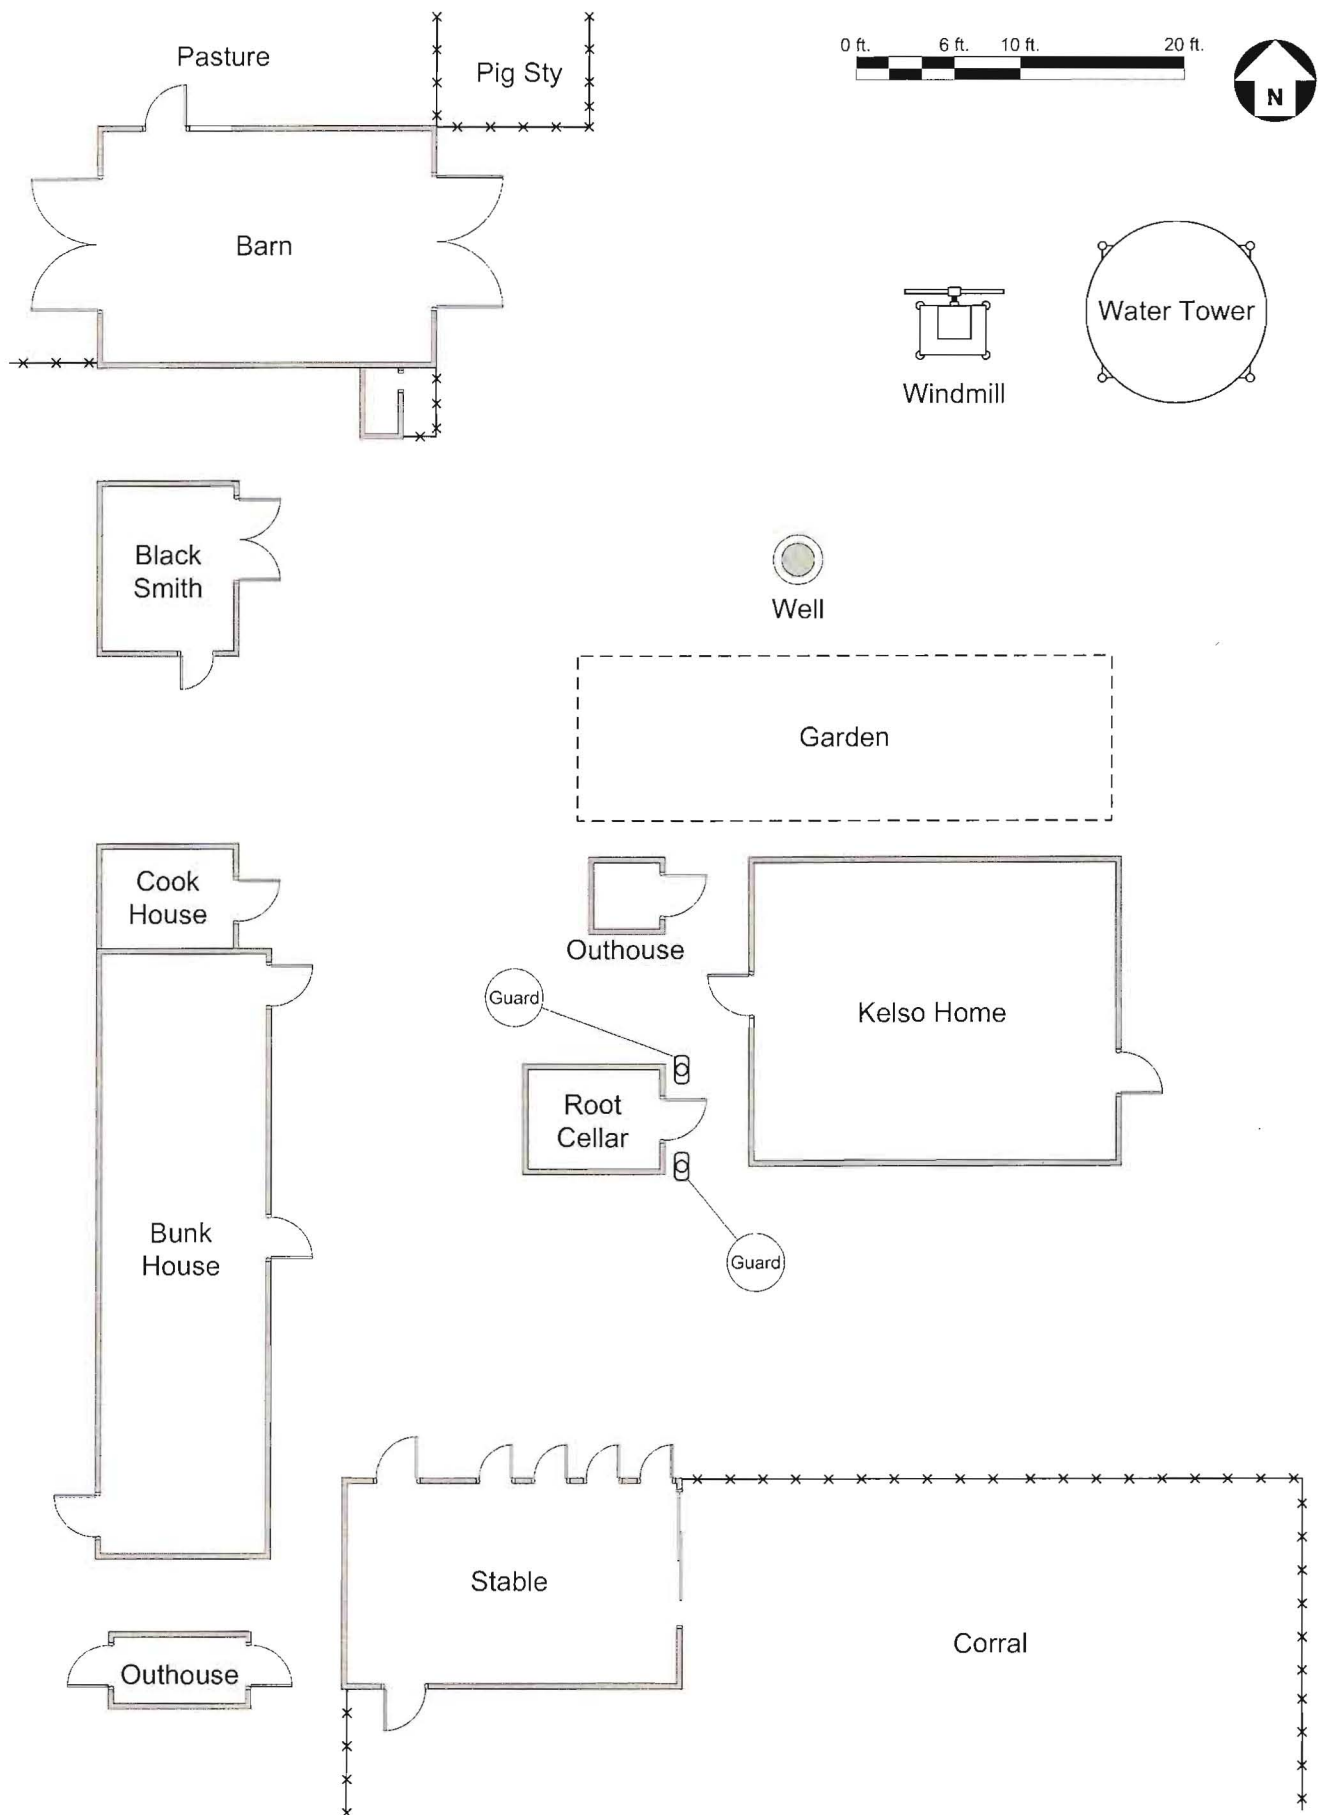 Pasture
Pig Sty
0 ft. 6 ft. 10 ft. 20 ft.
N
Barn
Water Tower
Windmill
Black
Smith
Well
Garden
Cook
House
Outhouse
Guard
Kelso Home
Root
Cellar
Bunk
House
Guard
Stable
Corral
Outhouse